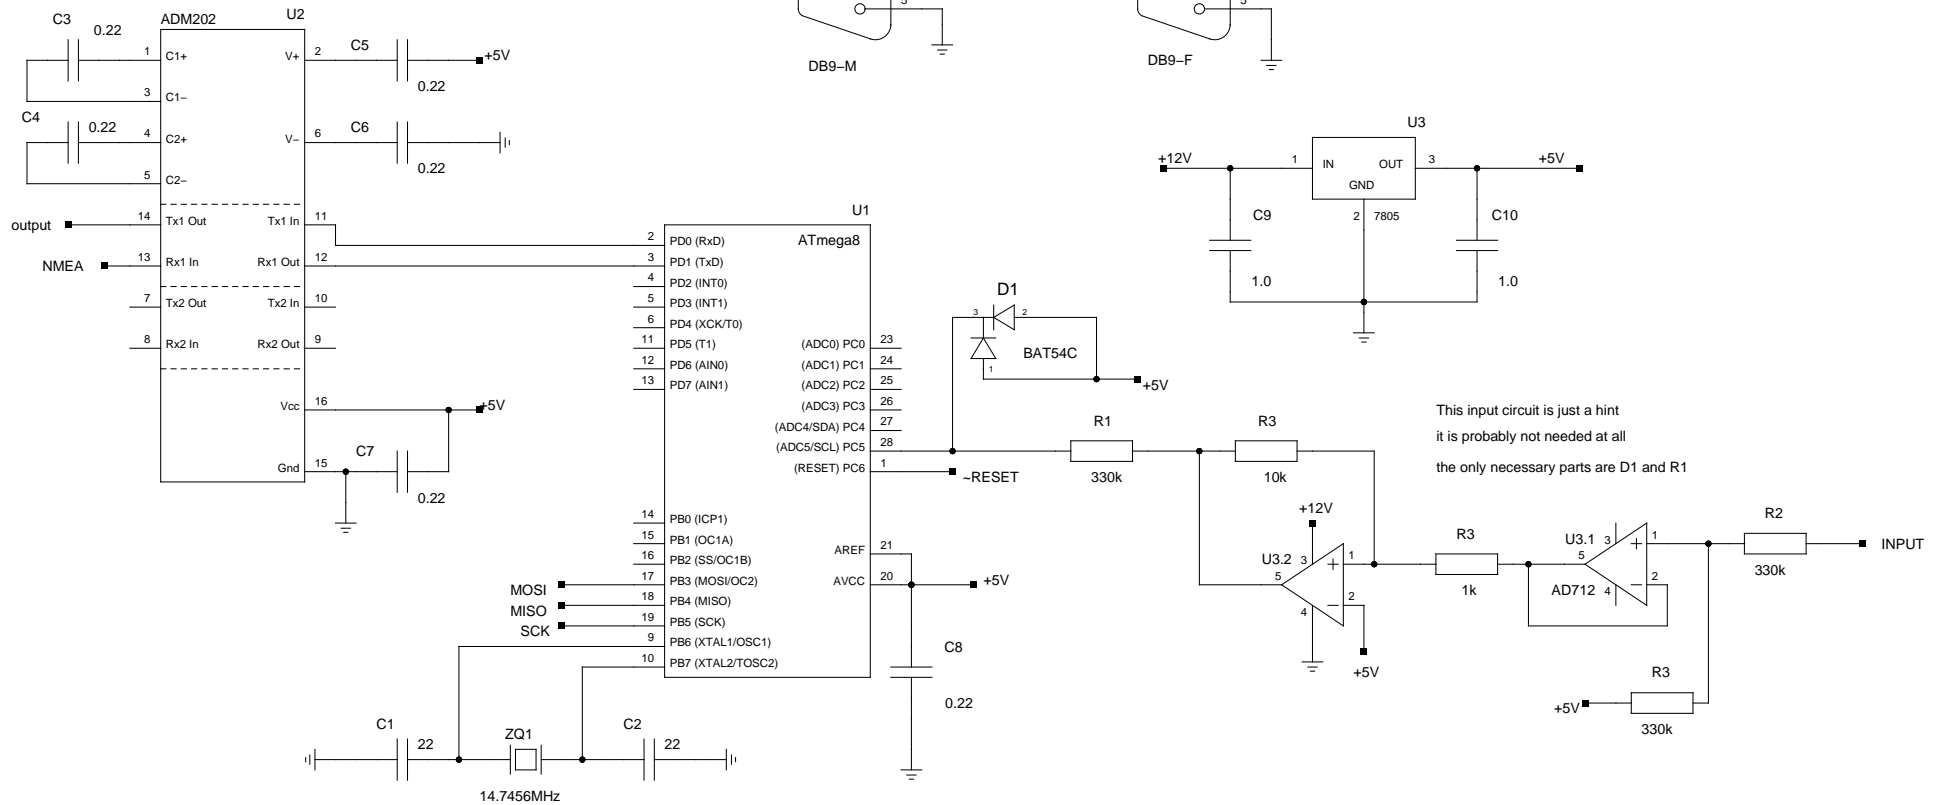 5
DB9−M
5
DB9−F
C3
0.22
ADM202
U2
1
C1+
V+
2
C5
+5V
0.22
3
C1−
C4
0.22
4
C2+
V−
6
C6
0.22
5
C2−
output
14
Tx1 Out
Tx1 In
11
NMEA
13
Rx1 In
Rx1 Out
12
7
Tx2 Out
Tx2 In
10
8
Rx2 In
Rx2 Out
9
Vcc
16
+5V
C7
Gnd
15
0.22
U1
ATmega8
2
PD0 (RxD)
3
PD1 (TxD)
4
PD2 (INT0)
5
PD3 (INT1)
6
PD4 (XCK/T0)
11
PD5 (T1)
12
PD6 (AIN0)
13
PD7 (AIN1)
(ADC0) PC0
23
(ADC1) PC1
24
(ADC2) PC2
25
(ADC3) PC3
26
(ADC4/SDA) PC4
27
(ADC5/SCL) PC5
28
(RESET) PC6
1
~RESET
14
PB0 (ICP1)
15
PB1 (OC1A)
16
PB2 (SS/OC1B)
MOSI
17
PB3 (MOSI/OC2)
MISO
18
PB4 (MISO)
SCK
19
PB5 (SCK)
9
PB6 (XTAL1/OSC1)
10
PB7 (XTAL2/TOSC2)
AREF
21
AVCC
20
+5V
C8
0.22
C1
22
ZQ1
14.7456MHz
C2
22
D1
3
2
1
BAT54C
+5V
U3
+12V
1
IN
OUT
3
+5V
GND
2
7805
C9
1.0
C10
1.0
This input circuit is just a hint
it is probably not needed at all
the only necessary parts are D1 and R1
R1
330k
R3
10k
+12V
U3.2
3
1
+
5
4
−
2
+5V
R3
1k
U3.1
3
+
1
5
AD712
4
−
2
R2
330k
INPUT
R3
+5V
330k